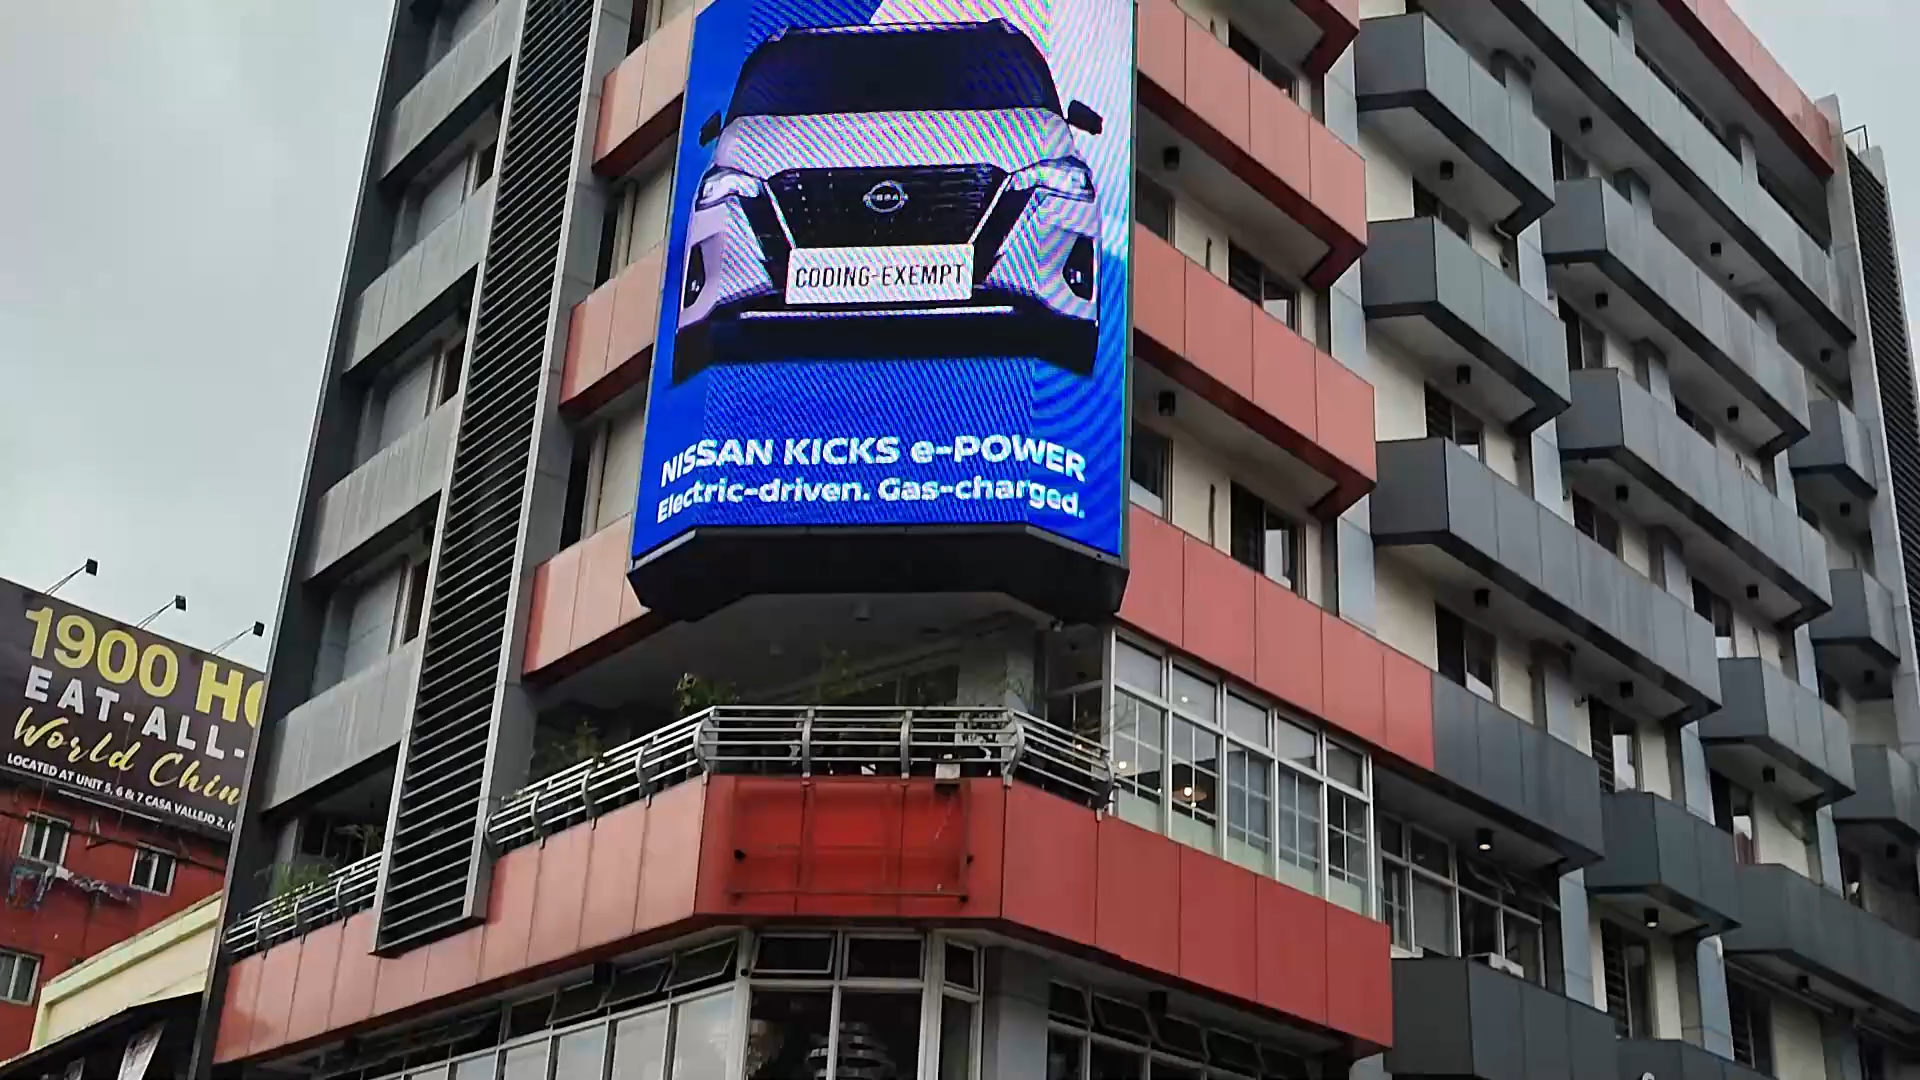 CODING-EXEMPT
NISSAN KICKS e-POWER
Electric-driven. Gas-charged.
1900 HO
EAT-ALL-
World Chin
LOCATED AT UNIT 5, 6 & 7 CASA VALLEJO 2, (